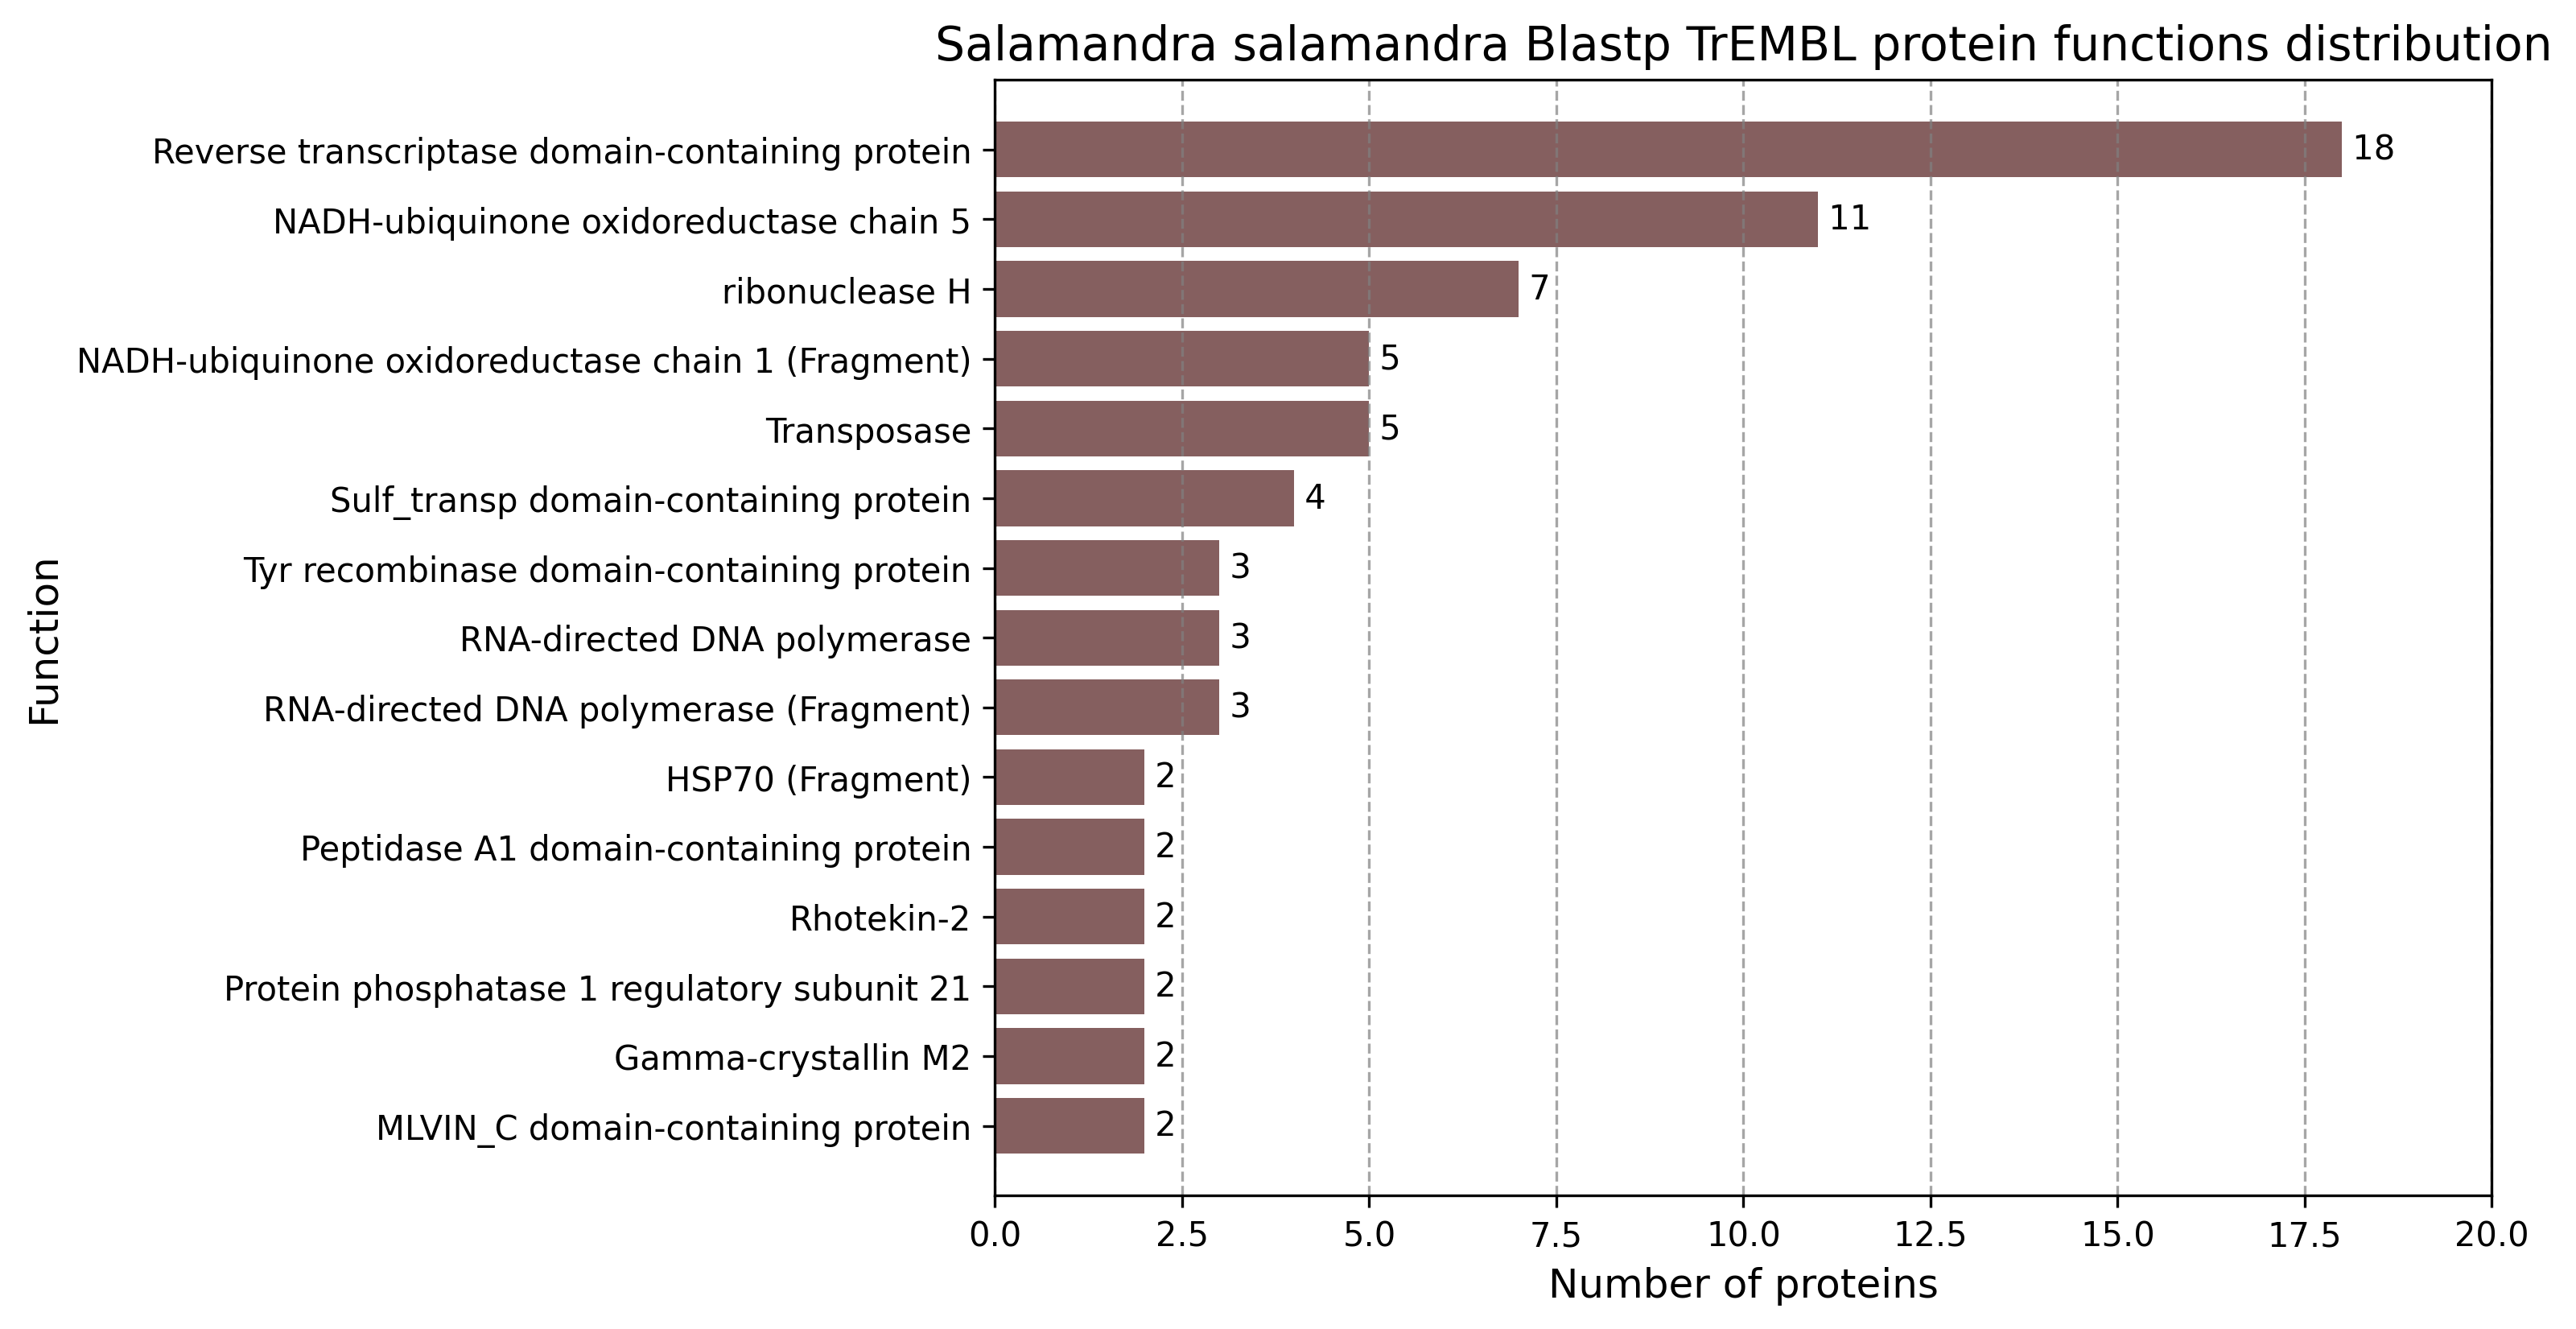 Salamandra salamandra Blastp TrEMBL protein functions distribution
Reverse transcriptase domain-containing protein 18
NADH-ubiquinone oxidoreductase chain 5 11
ribonuclease H 7
NADH-ubiquinone oxidoreductase chain 1 (Fragment) 5
Transposase 5
Sulf_transp domain-containing protein 4
Tyr recombinase domain-containing protein 3
RNA-directed DNA polymerase 3
RNA-directed DNA polymerase (Fragment) 3
HSP70 (Fragment) 2
Peptidase A1 domain-containing protein 2
Rhotekin-2 2
Protein phosphatase 1 regulatory subunit 21 2
Gamma-crystallin M2 2
MLVIN_C domain-containing protein 2
Function
0.0 2.5 5.0 7.5 10.0 12.5 15.0 17.5 20.0
Number of proteins